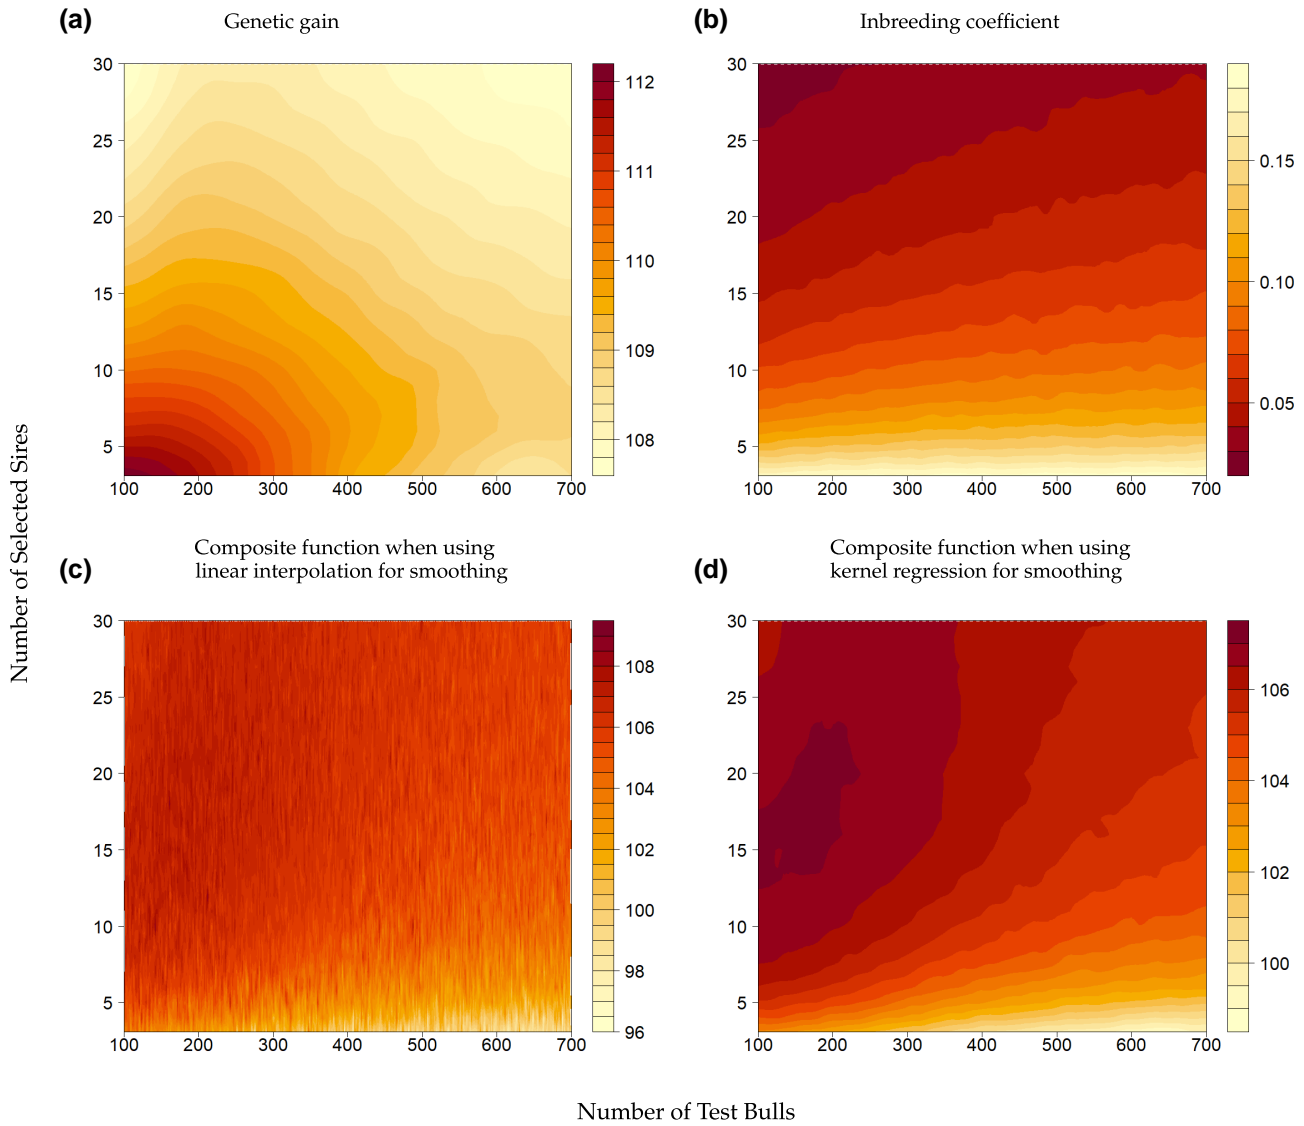 (a)
Genetic gain
30
25
20
15
10
5
100 200 300 400 500 600 700
112
111
110
109
108
(b)
Inbreeding coefficient
30
25
20
15
10
5
100 200 300 400 500 600 700
0.15
0.10
0.05
Number of Selected Sires
(c)
Composite function when using
linear interpolation for smoothing
30
25
20
15
10
5
100 200 300 400 500 600 700
108
106
104
102
100
98
96
(d)
Composite function when using
kernel regression for smoothing
30
25
20
15
10
5
100 200 300 400 500 600 700
106
104
102
100
Number of Test Bulls